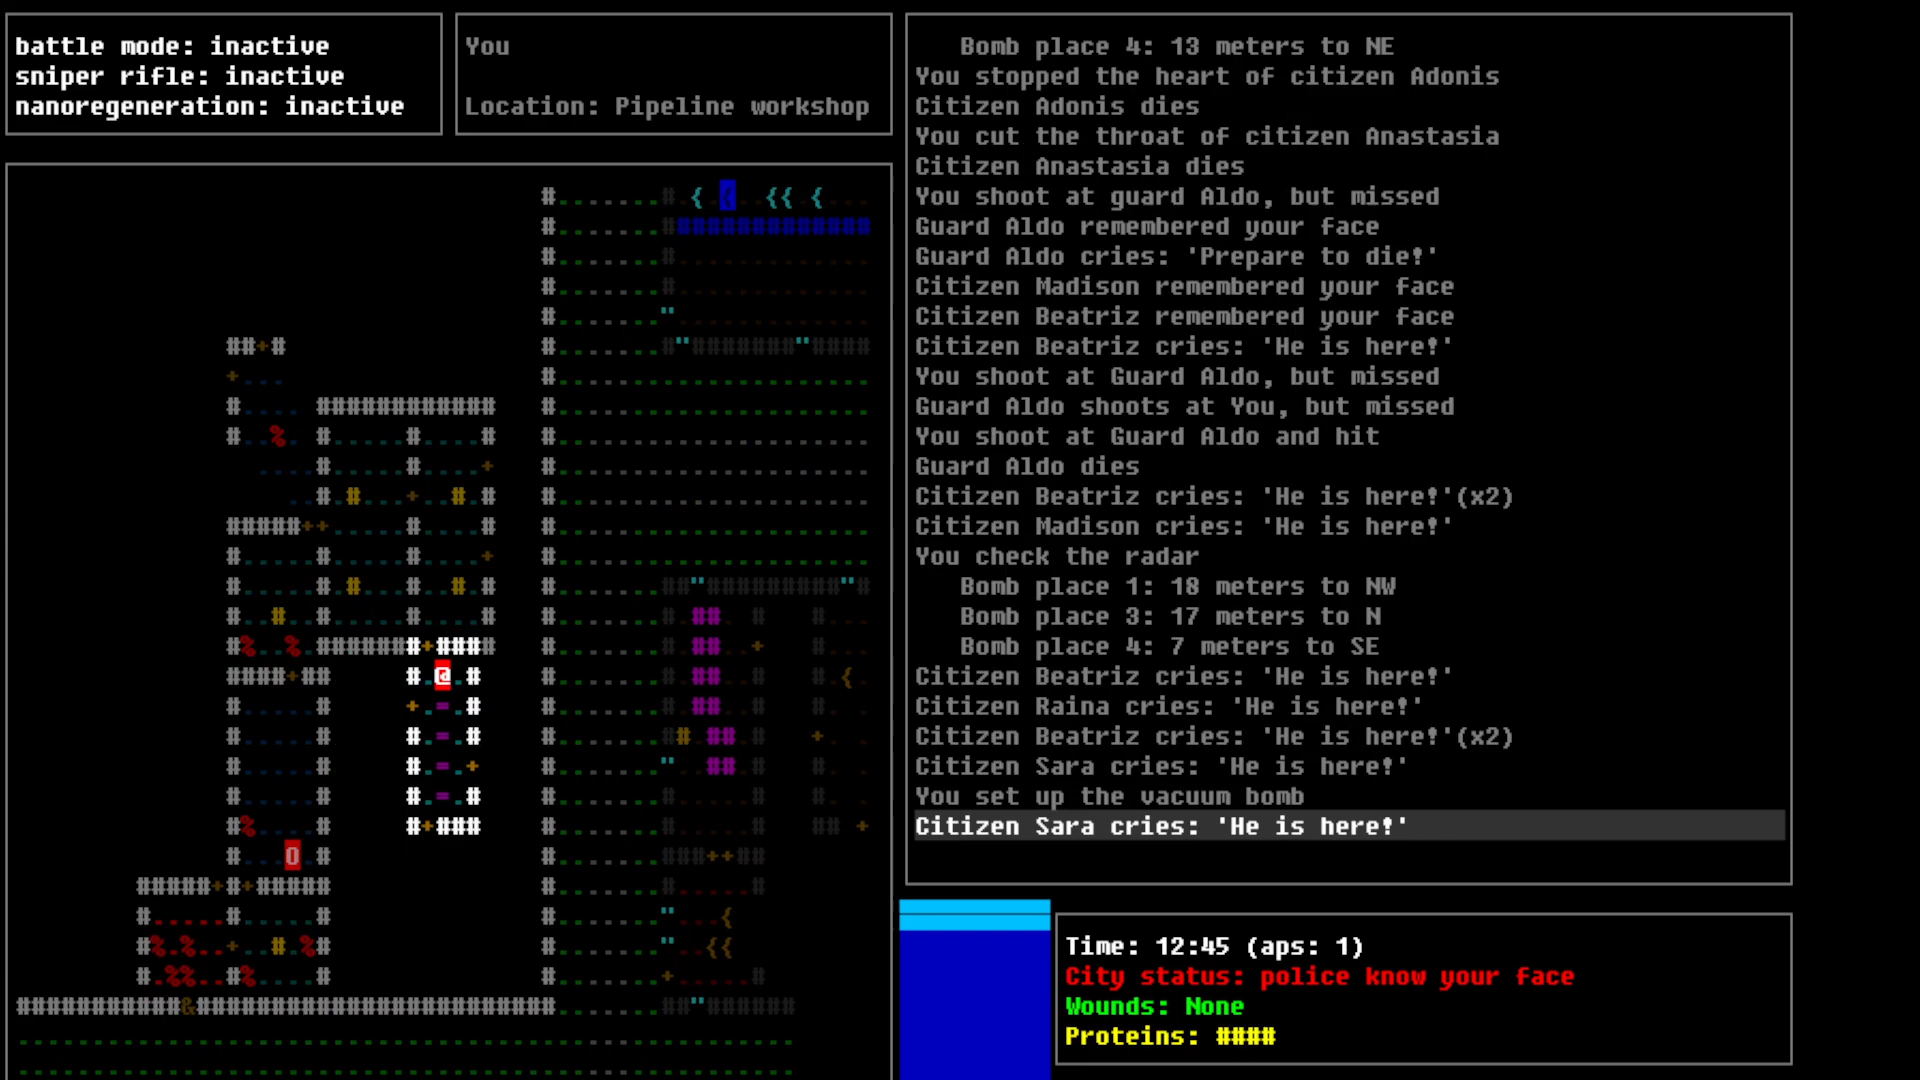 battle mode: inactive
sniper rifle: inactive
nanoregeneration: inactive
You
Location: Pipeline workshop
Bomb place 4: 13 meters to NE
You stopped the heart of citizen Adonis
Citizen Adonis dies
You cut the throat of citizen Anastasia
Citizen Anastasia dies
You shoot at guard Aldo, but missed
Guard Aldo remembered your face
Guard Aldo cries: 'Prepare to die!'
Citizen Madison remembered your face
Citizen Beatriz remembered your face
Citizen Beatriz cries: 'He is here!'
You shoot at Guard Aldo, but missed
Guard Aldo shoots at You, but missed
You shoot at Guard Aldo and hit
Guard Aldo dies
Citizen Beatriz cries: 'He is here!'(x2)
Citizen Madison cries: 'He is here!'
You check the radar
Bomb place 1: 18 meters to NW
Bomb place 3: 17 meters to N
Bomb place 4: 7 meters to SE
Citizen Beatriz cries: 'He is here!'
Citizen Raina cries: 'He is here!'
Citizen Beatriz cries: 'He is here!'(x2)
Citizen Sara cries: 'He is here!'
You set up the vacuum bomb
Citizen Sara cries: 'He is here!'
Time: 12:45 (aps: 1)
City status: police know your face
Wounds: None
Proteins: ####